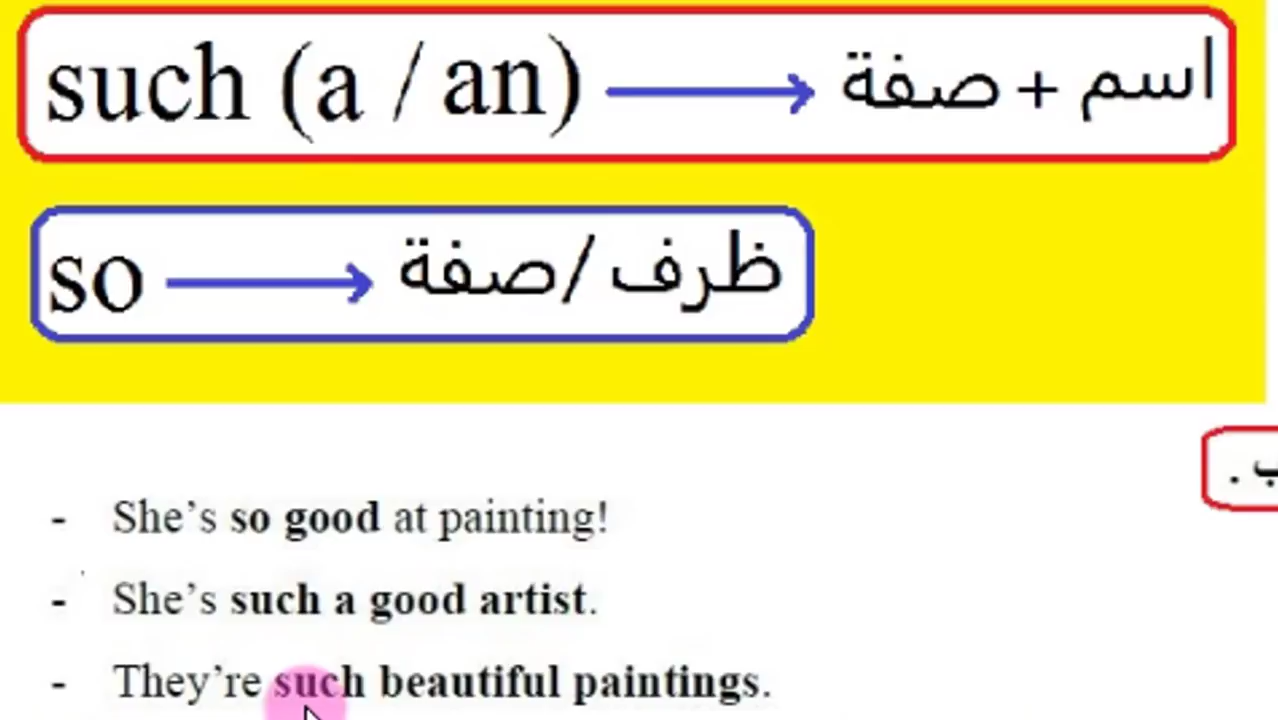 such (a / an) → صفة + اسم
so → صفة/ ظرف
ب .
- She’s so good at painting!
- She’s such a good artist.
- They’re such beautiful paintings.